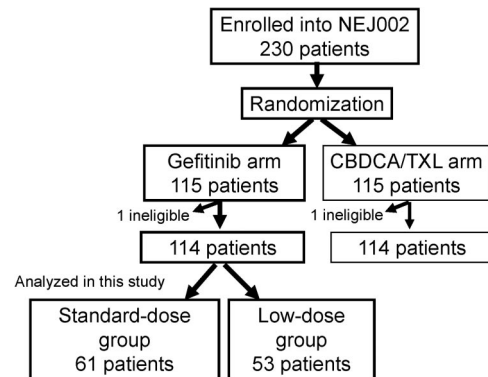 Enrolled into NEJ002
230 patients
Randomization
Gefitinib arm
115 patients
CBDCA/TXL arm
115 patients
1 ineligible
1 ineligible
114 patients
114 patients
Analyzed in this study
Standard-dose
group
61 patients
Low-dose
group
53 patients